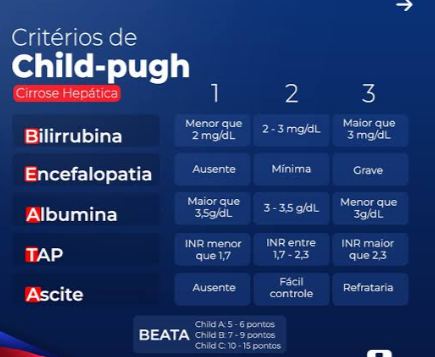 Critérios de
Child-pugh
Cirrose Hepática
1 2 3
Bilirrubina
Menor que
2 mg/dL
2 - 3 mg/dL
Maior que
3 mg/dL
Encefalopatia
Ausente
Mínima
Grave
Albumina
Maior que
3,5g/dL
3 - 3,5 g/dL
Menor que
3g/dL
TAP
INR menor
que 1,7
INR entre
1,7 - 2,3
INR maior
que 2,3
Ascite
Ausente
Fácil
controle
Refrataria
BEATA
Child A: 5 - 6 pontos
Child B: 7 - 9 pontos
Child C: 10 - 15 pontos